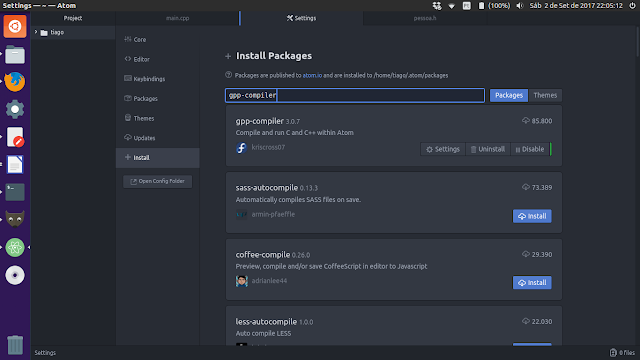 Settings — ~ — Atom
(100%)
Sáb 2 de Set de 2017 22:05:12
Project
main.cpp
Settings
pessoa.h
tiago
Core
Editor
Keybindings
Packages
Themes
Updates
Install
Open Config Folder
Install Packages
Packages are published to atom.io and are installed to /home/tiago/.atom/packages
gpp-compiler
Packages
Themes
gpp-compiler 3.0.7
85.800
Compile and run C and C++ within Atom
kriscross07
Settings
Uninstall
Disable
sass-autocompile 0.13.3
73.389
Automatically compiles SASS files on save.
armin-pfaeffle
Install
coffee-compile 0.26.0
29.390
Preview, compile and/or save CoffeeScript in editor to Javascript
adrianlee44
Install
less-autocompile 1.0.0
22.030
Auto compile LESS
Install
Settings
0 files